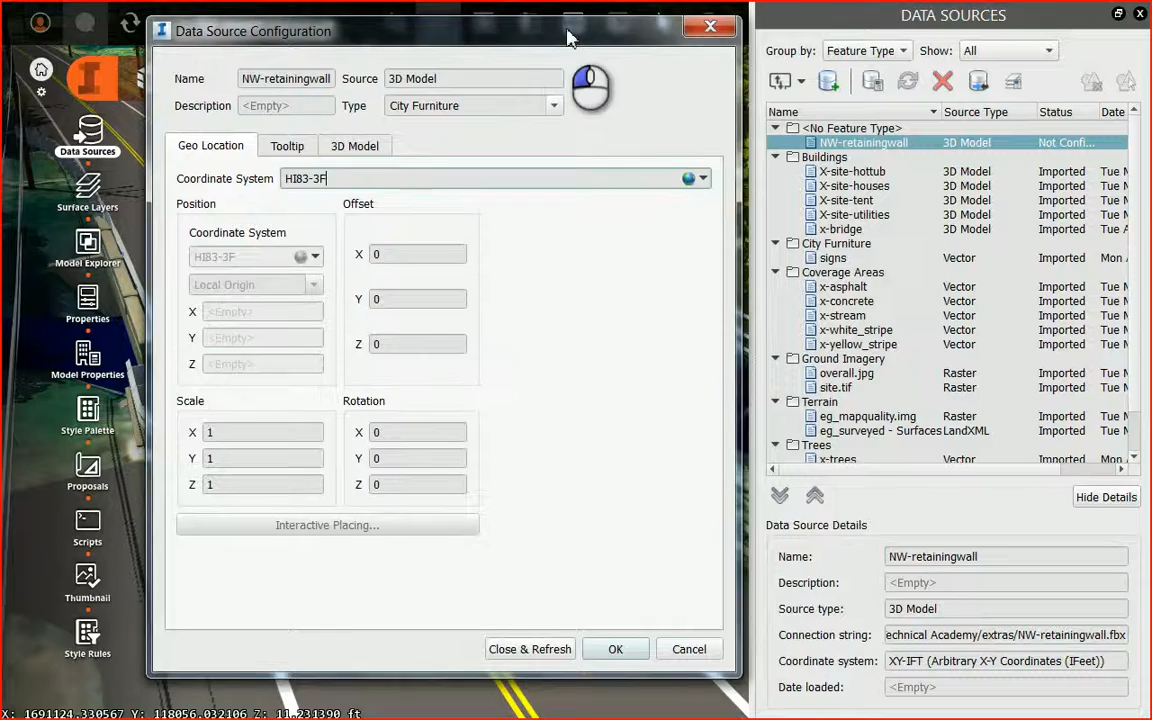 DATA SOURCES
Data Source Configuration
Group by: Feature Type Show: All
Name NW-retainingwall Source 3D Model
Description <Empty> Type City Furniture
Geo Location Tooltip 3D Model
Coordinate System HI83-3F
Position Offset
Coordinate System
HI83-3F X 0
Local Origin
X <Empty> Y 0
Y <Empty>
Z <Empty> Z 0
Scale Rotation
X 1 X 0
Y 1 Y 0
Z 1 Z 0
Interactive Placing...
Close & Refresh OK Cancel
Data Sources
Surface Layers
Model Explorer
Properties
Model Properties
Style Palette
Proposals
Scripts
Thumbnail
Style Rules
Name Source Type Status Date
<No Feature Type>
NW-retainingwall 3D Model Not Confi...
Buildings
X-site-hottub 3D Model Imported Tue M
X-site-houses 3D Model Imported Tue M
X-site-tent 3D Model Imported Tue M
X-site-utilities 3D Model Imported Tue M
x-bridge 3D Model Imported Tue A
City Furniture
signs Vector Imported Mon
Coverage Areas
x-asphalt Vector Imported Tue M
x-concrete Vector Imported Tue M
x-stream Vector Imported Tue M
x-white_stripe Vector Imported Tue M
x-yellow_stripe Vector Imported Tue M
Ground Imagery
overall.jpg Raster Imported Tue M
site.tif Raster Imported Tue M
Terrain
eg_mapquality.img Raster Imported Tue M
eg_surveyed - Surfaces LandXML Imported Tue M
Trees
x-trees Vector Imported Mon
Hide Details
Data Source Details
Name: NW-retainingwall
Description: <Empty>
Source type: 3D Model
Connection string: echnical Academy/extras/NW-retainingwall.fbx
Coordinate system: XY-IFT (Arbitrary X-Y Coordinates (IFeet))
Date loaded: <Empty>
X: 1691124.330567 Y: 118056.032106 Z: 11.231390 ft